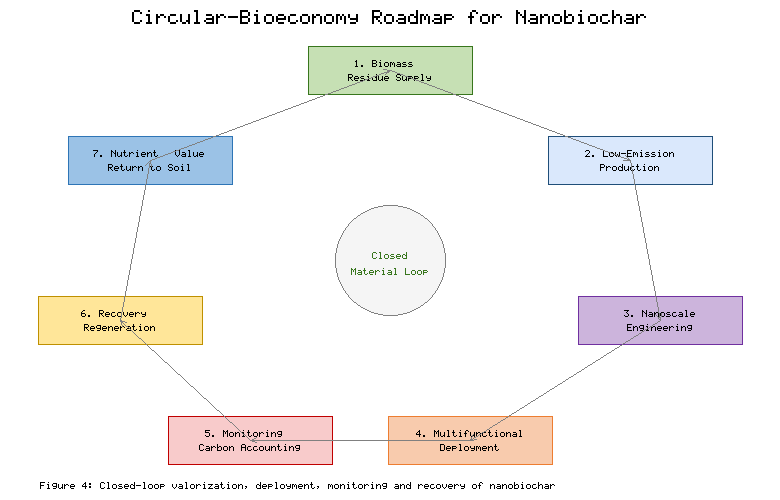 Circular-Bioeconomy Roadmap for Nanobiochar
1. Biomass
Residue Supply
2. Low-Emission
Production
3. Nanoscale
Engineering
4. Multifunctional
Deployment
5. Monitoring
Carbon Accounting
6. Recovery
Regeneration
7. Nutrient Value
Return to Soil
Closed
Material Loop
Figure 4: Closed-loop valorization, deployment, monitoring and recovery of nanobiochar